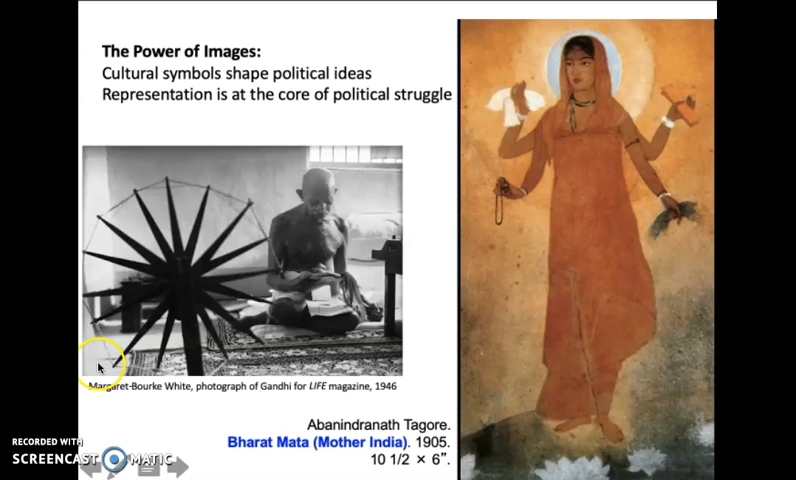 The Power of Images:
Cultural symbols shape political ideas
Representation is at the core of political struggle
Margaret-Bourke White, photograph of Gandhi for LIFE magazine, 1946
Abanindranath Tagore.
Bharat Mata (Mother India). 1905.
10 1/2 × 6”.
RECORDED WITH
SCREENCAST MATIC